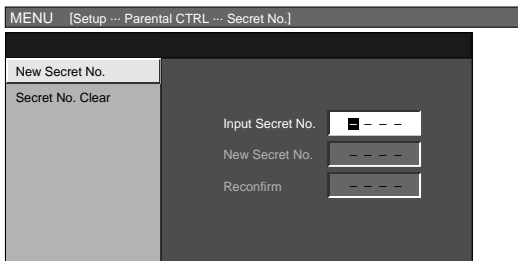 MENU [Setup ··· Parental CTRL ··· Secret No.]
New Secret No.
Secret No. Clear
Input Secret No. – – – –
New Secret No. – – – –
Reconfirm – – – –